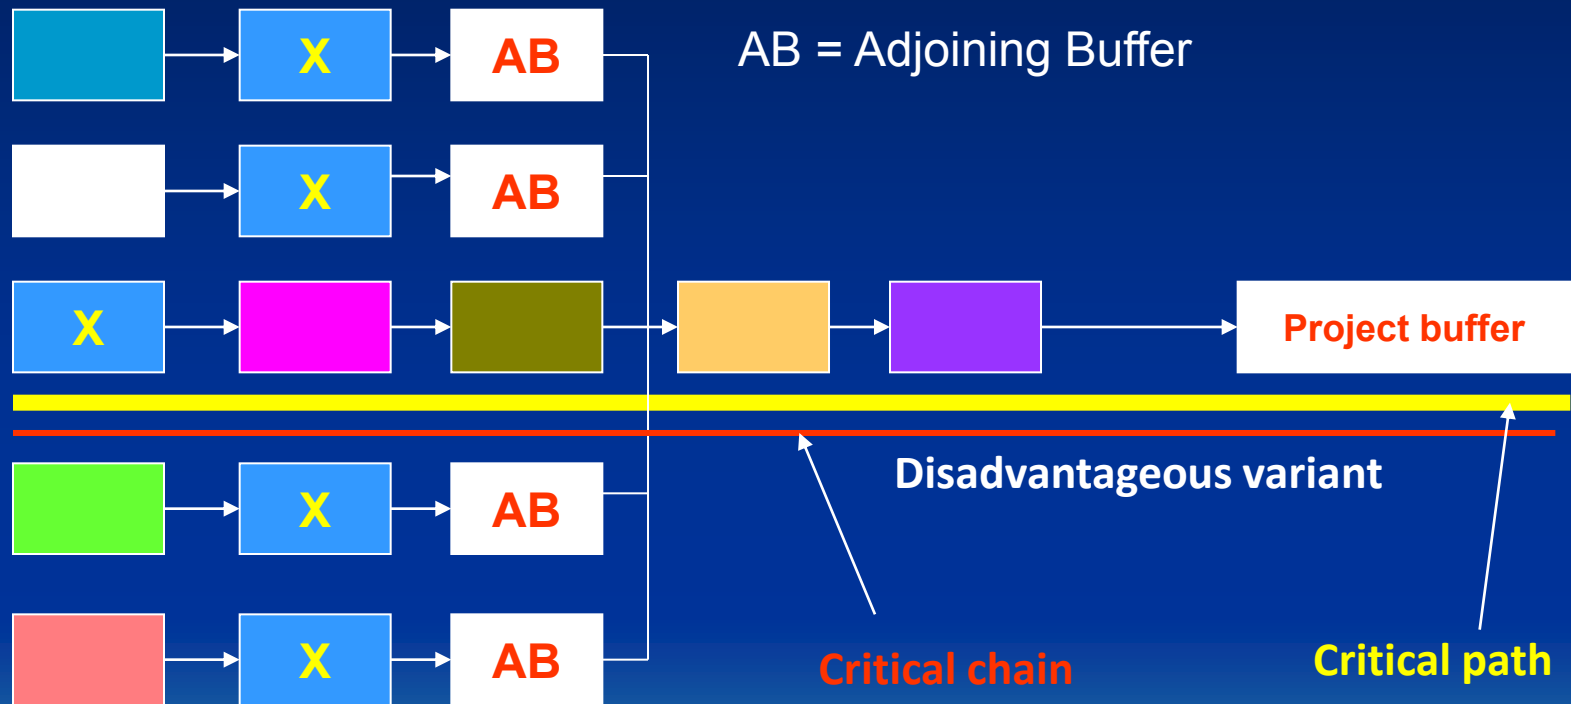 X
AB
AB = Adjoining Buffer
X
AB
X
Project buffer
Disadvantageous variant
X
AB
X
AB
Critical chain
Critical path